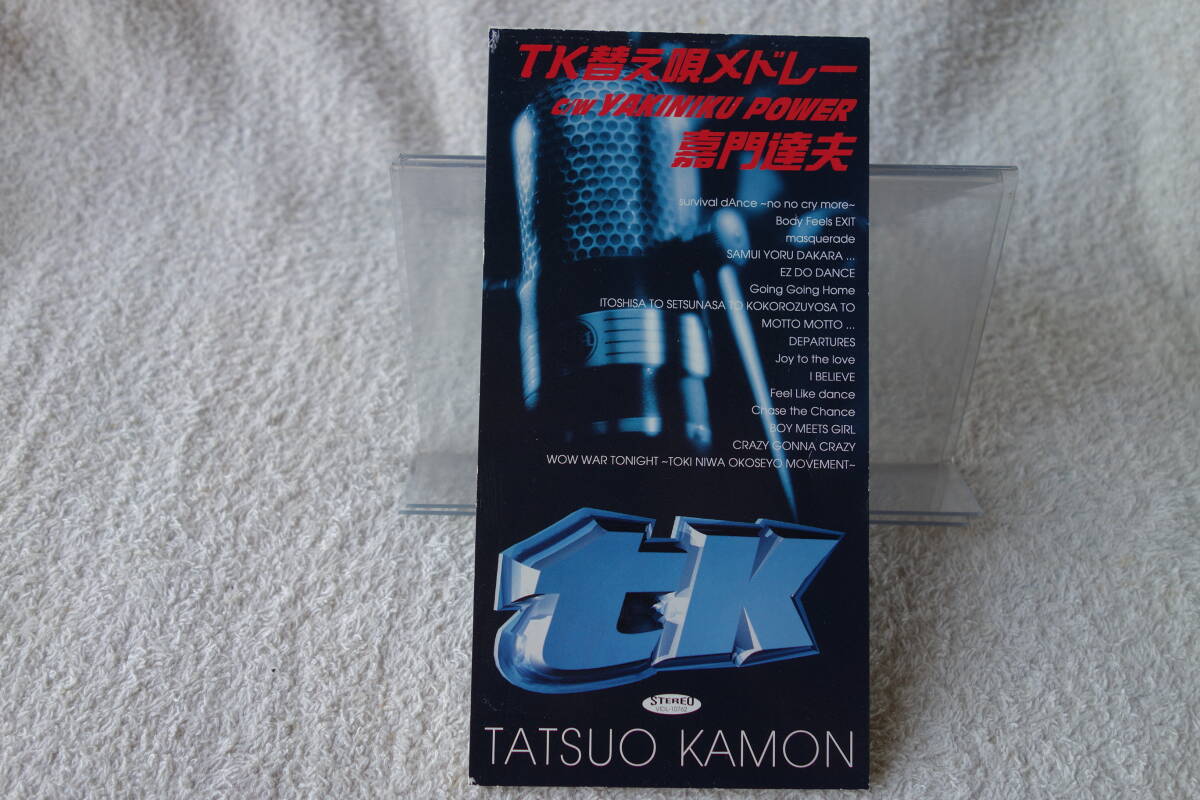 TK替え唄メドレー
c/w YAKINIKU POWER
嘉門達夫
survival dAnce ~no no cry more~
Body Feels EXIT
masquerade
SAMUI YORU DAKARA ...
EZ DO DANCE
Going Going Home
ITOSHISA TO SETSUNASA TO KOKOROZUYOSA TO
MOTTO MOTTO ...
DEPARTURES
Joy to the love
I BELIEVE
Feel Like dance
Chase the Chance
BOY MEETS GIRL
CRAZY GONNA CRAZY
WOW WAR TONIGHT ~TOKI NIWA OKOSEYO MOVEMENT~
tK
STEREO
VIDL-10762
TATSUO KAMON